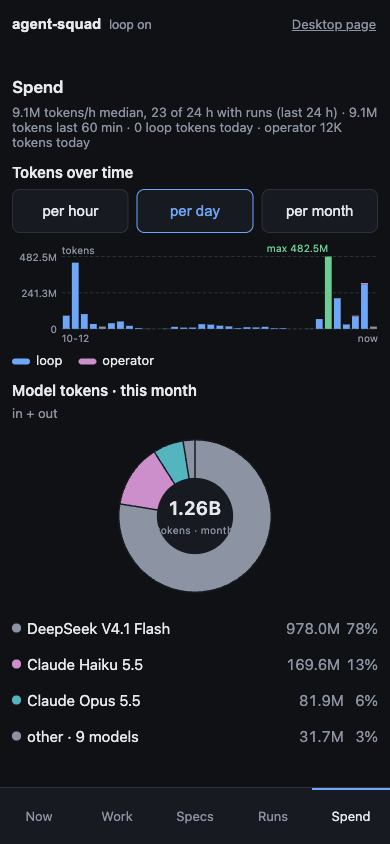 agent-squad loop on Desktop page
Spend
9.1M tokens/h median, 23 of 24 h with runs (last 24 h) · 9.1M
tokens last 60 min · 0 loop tokens today · operator 12K
tokens today
Tokens over time
per hour per day per month
tokens max 482.5M
482.5M
241.3M
0
10-12 now
loop operator
Model tokens · this month
in + out
1.26B
tokens · month
DeepSeek V4.1 Flash 978.0M 78%
Claude Haiku 5.5 169.6M 13%
Claude Opus 5.5 81.9M 6%
other · 9 models 31.7M 3%
Now Work Specs Runs Spend